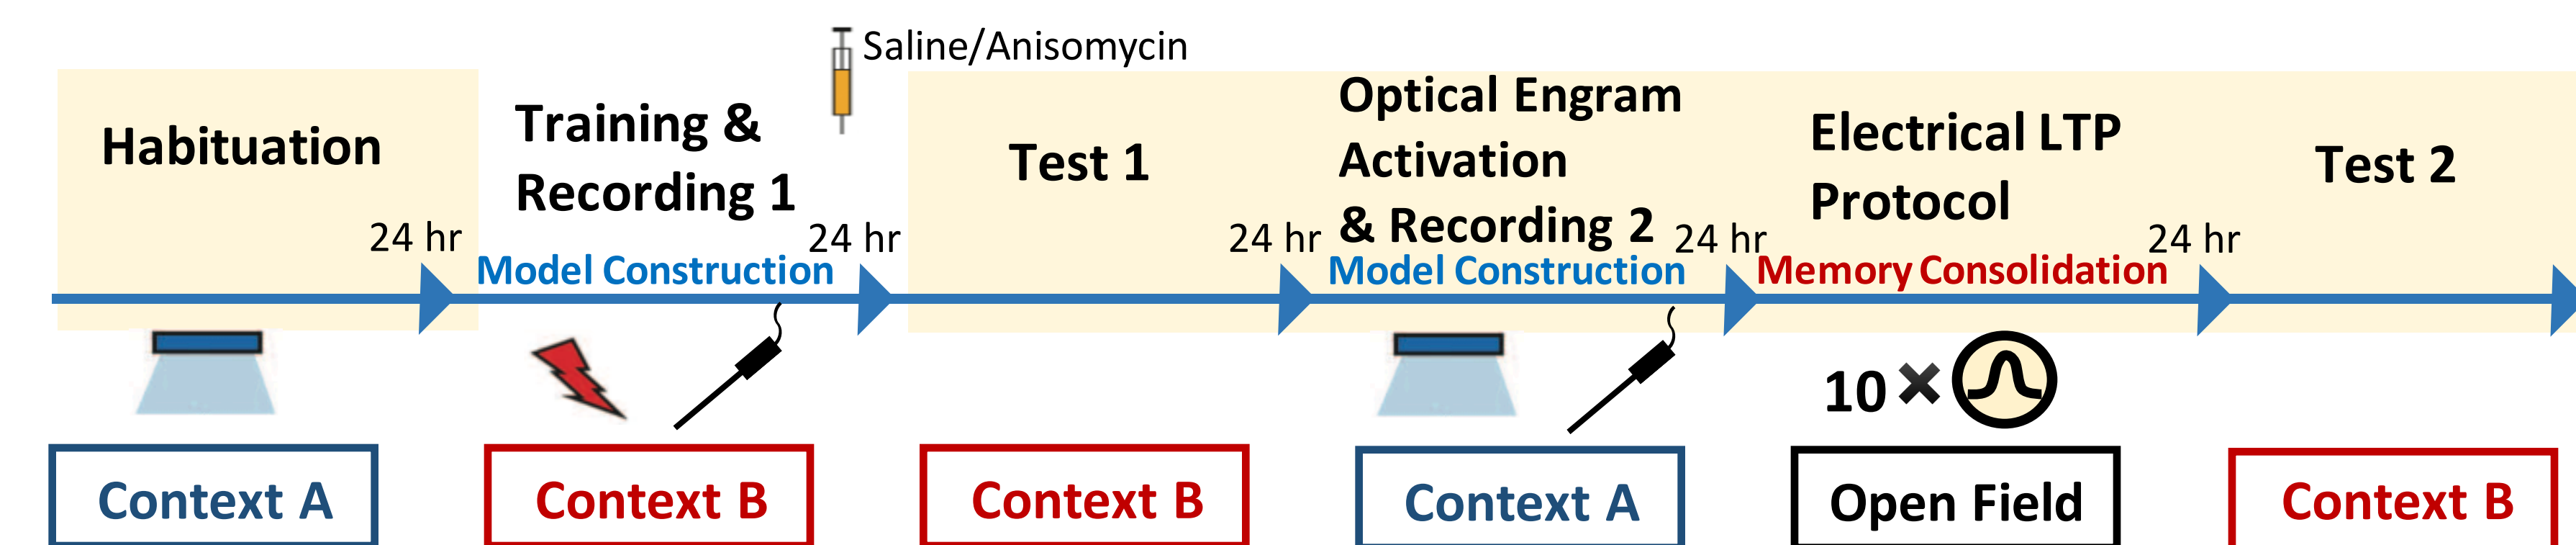 Saline/Anisomycin
Habituation
24 hr
Training &
Recording 1
Model Construction
24 hr
Test 1
24 hr
Optical Engram
Activation
& Recording 2
Model Construction
24 hr
Electrical LTP
Protocol
Memory Consolidation
24 hr
Test 2
10 ×
Context A
Context B
Context B
Context A
Open Field
Context B